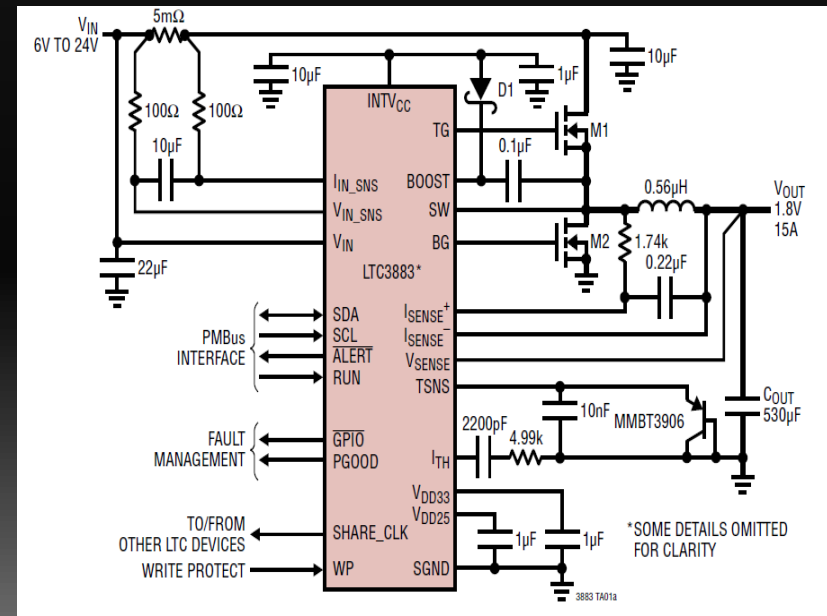 VIN
6V TO 24V
5mΩ
100Ω
100Ω
10µF
10µF
22µF
INTVCC
D1
1µF
10µF
TG
M1
0.1µF
IIN_SNS
BOOST
VIN_SNS
SW
VIN
BG
M2
LTC3883*
0.56µH
VOUT
1.8V
15A
1.74k
0.22µF
PMBus
INTERFACE
SDA
SCL
ALERT
RUN
ISENSE+
ISENSE–
VSENSE
TSNS
FAULT
MANAGEMENT
GPIO
PGOOD
ITH
2200pF
4.99k
10nF
MMBT3906
COUT
530µF
VDD33
VDD25
TO/FROM
OTHER LTC DEVICES
SHARE_CLK
WRITE PROTECT
WP
SGND
1µF
1µF
*SOME DETAILS OMITTED
FOR CLARITY
3883 TA01a